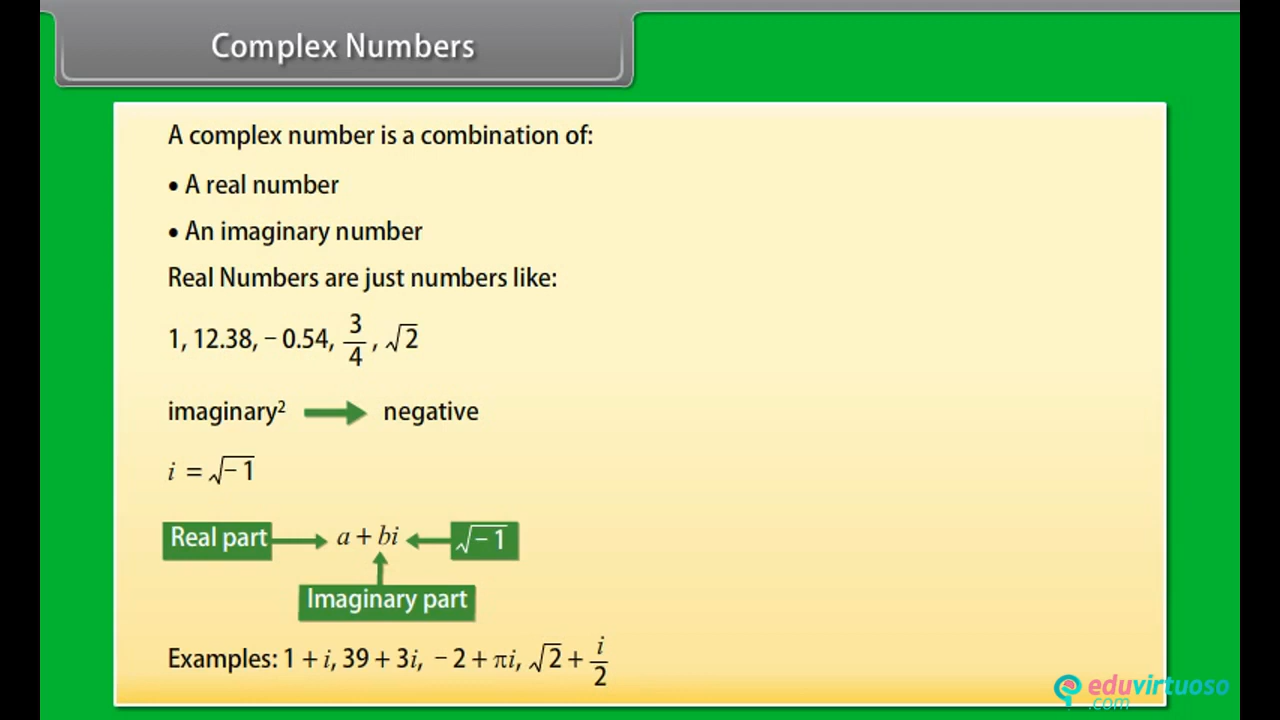 Complex Numbers
A complex number is a combination of:
• A real number
• An imaginary number
Real Numbers are just numbers like:
1, 12.38, − 0.54, 3/4, √2
imaginary² → negative
i = √−1
Real part → a + bi ← √−1
Imaginary part
Examples: 1 + i, 39 + 3i, − 2 + πi, √2 + i/2
eduvirtuoso
.com